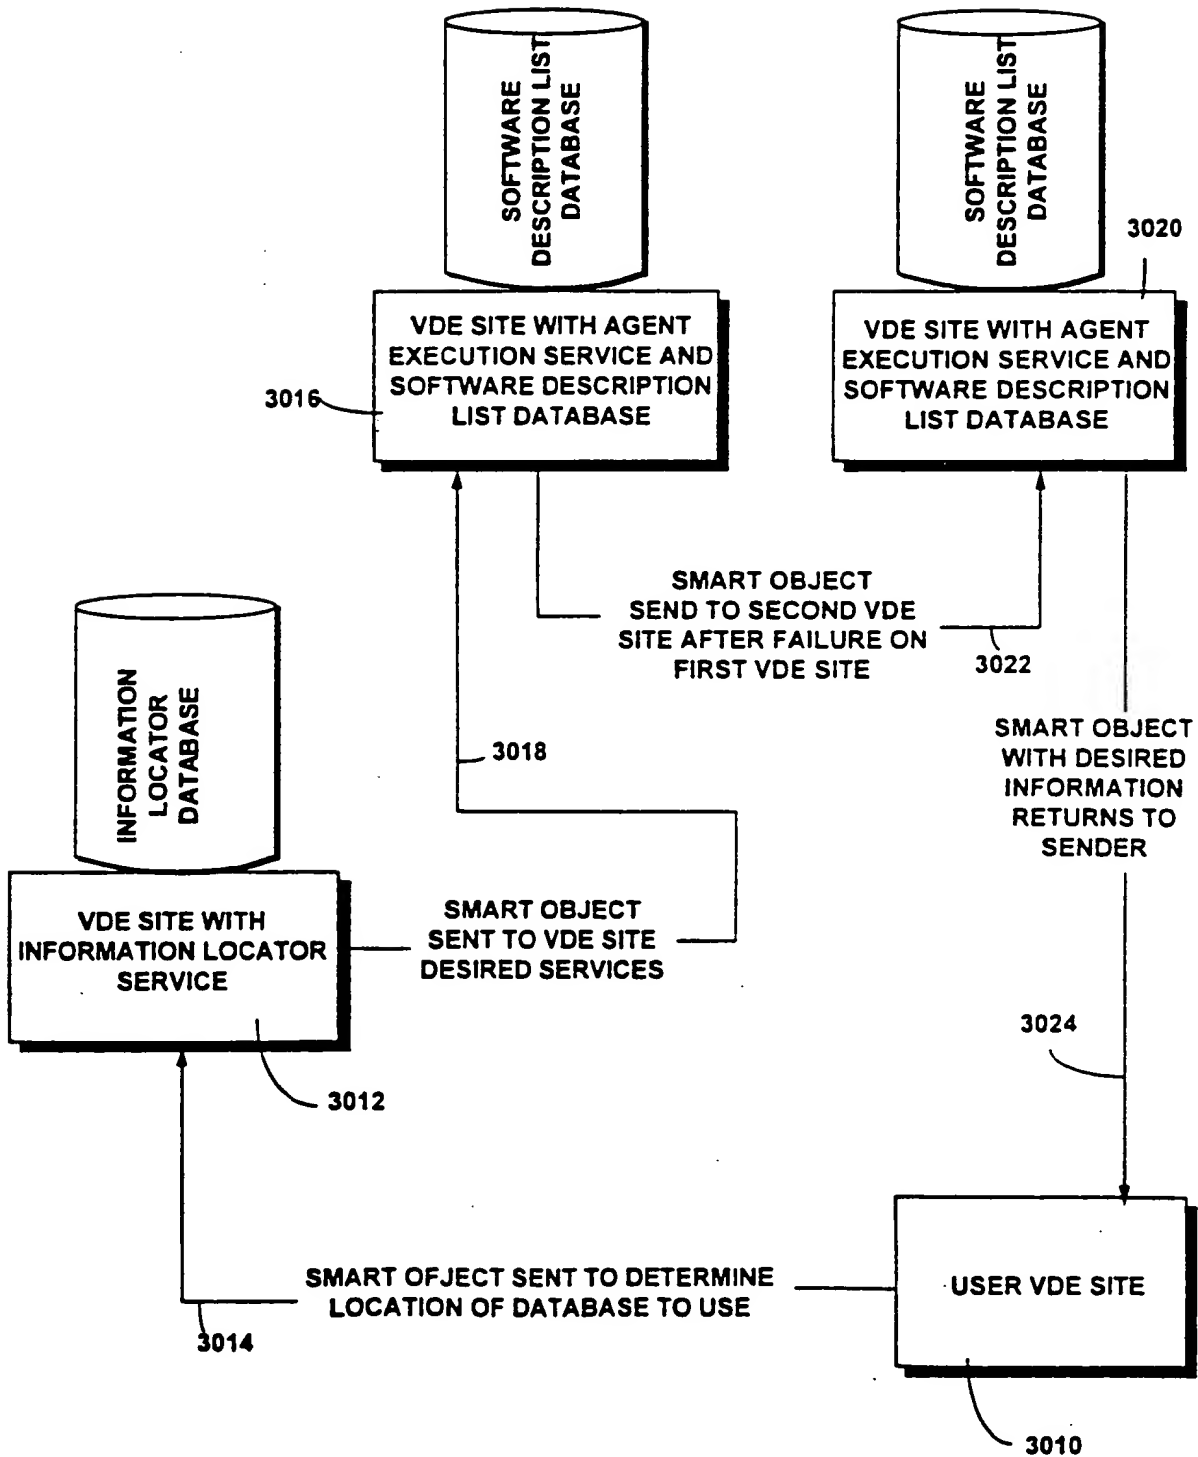 SOFTWARE
DESCRIPTION LIST
DATABASE
SOFTWARE
DESCRIPTION LIST
DATABASE
3020
VDE SITE WITH AGENT
EXECUTION SERVICE AND
SOFTWARE DESCRIPTION
LIST DATABASE
3016
VDE SITE WITH AGENT
EXECUTION SERVICE AND
SOFTWARE DESCRIPTION
LIST DATABASE
SMART OBJECT
SEND TO SECOND VDE
SITE AFTER FAILURE ON
FIRST VDE SITE
3022
INFORMATION
LOCATOR
DATABASE
3018
SMART OBJECT
WITH DESIRED
INFORMATION
RETURNS TO
SENDER
VDE SITE WITH
INFORMATION LOCATOR
SERVICE
SMART OBJECT
SENT TO VDE SITE
DESIRED SERVICES
3024
3012
SMART OFJECT SENT TO DETERMINE
LOCATION OF DATABASE TO USE
3014
USER VDE SITE
3010